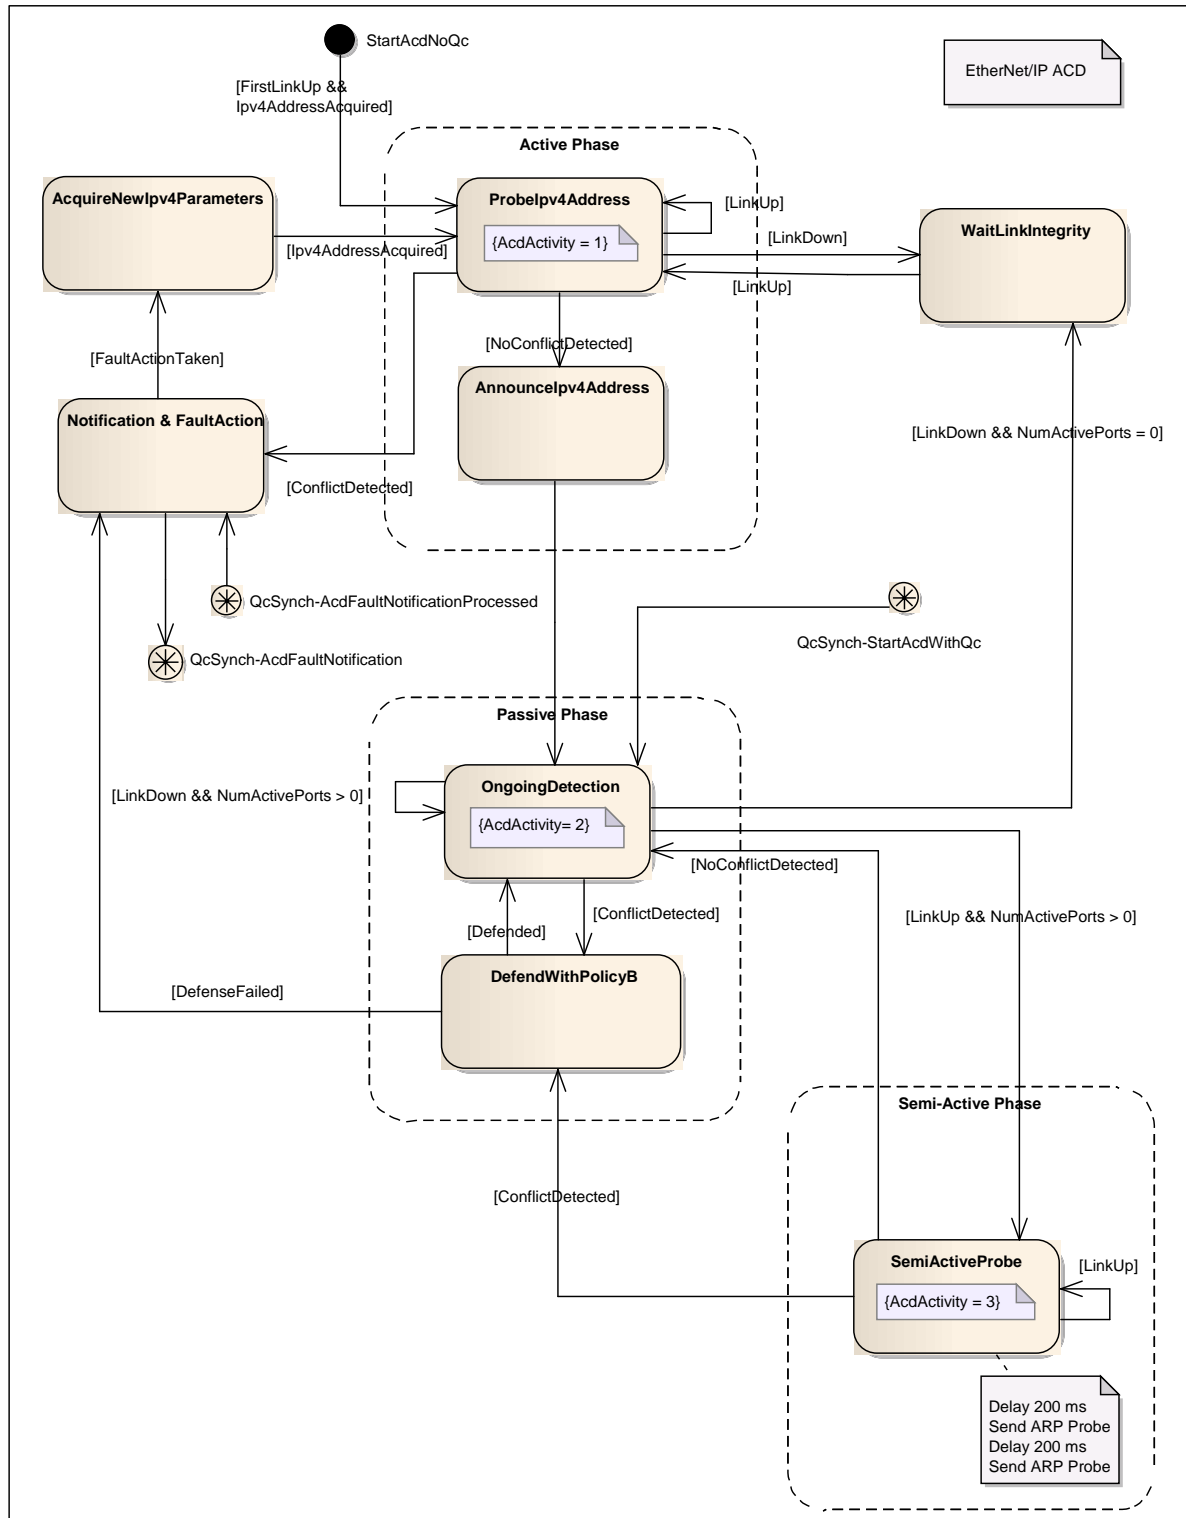 StartAcdNoQc
EtherNet/IP ACD
[FirstLinkUp &&
Ipv4AddressAcquired]
Active Phase
AcquireNewIpv4Parameters
ProbeIpv4Address
[LinkUp]
{AcdActivity = 1}
[Ipv4AddressAcquired]
[LinkDown]
WaitLinkIntegrity
[LinkUp]
[NoConflictDetected]
[FaultActionTaken]
AnnounceIpv4Address
Notification & FaultAction
[LinkDown && NumActivePorts = 0]
[ConflictDetected]
QcSynch-AcdFaultNotificationProcessed
QcSynch-StartAcdWithQc
QcSynch-AcdFaultNotification
Passive Phase
OngoingDetection
[LinkDown && NumActivePorts > 0]
{AcdActivity= 2}
[NoConflictDetected]
[ConflictDetected]
[LinkUp && NumActivePorts > 0]
[Defended]
DefendWithPolicyB
[DefenseFailed]
Semi-Active Phase
[ConflictDetected]
SemiActiveProbe
[LinkUp]
{AcdActivity = 3}
Delay 200 ms
Send ARP Probe
Delay 200 ms
Send ARP Probe